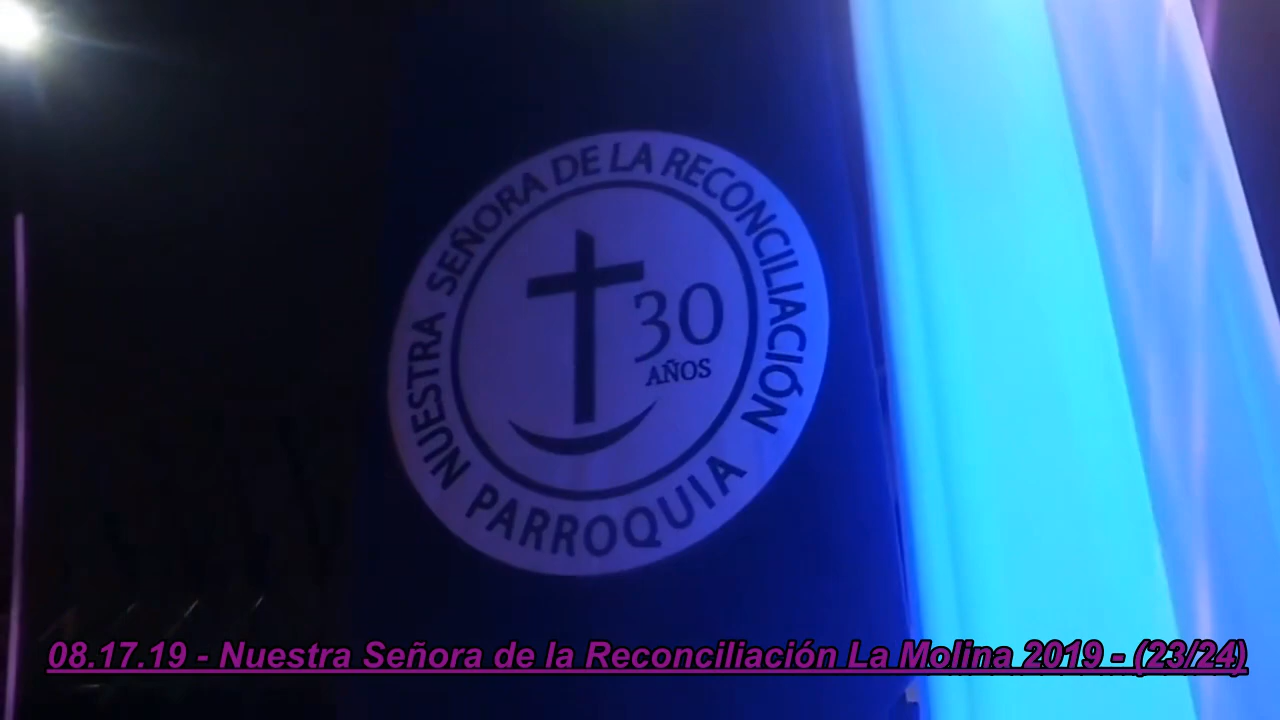 NUESTRA SEÑORA DE LA RECONCILIACIÓN
30
AÑOS
PARROQUIA
08.17.19 - Nuestra Señora de la Reconciliación La Molina 2019 - (23/24)